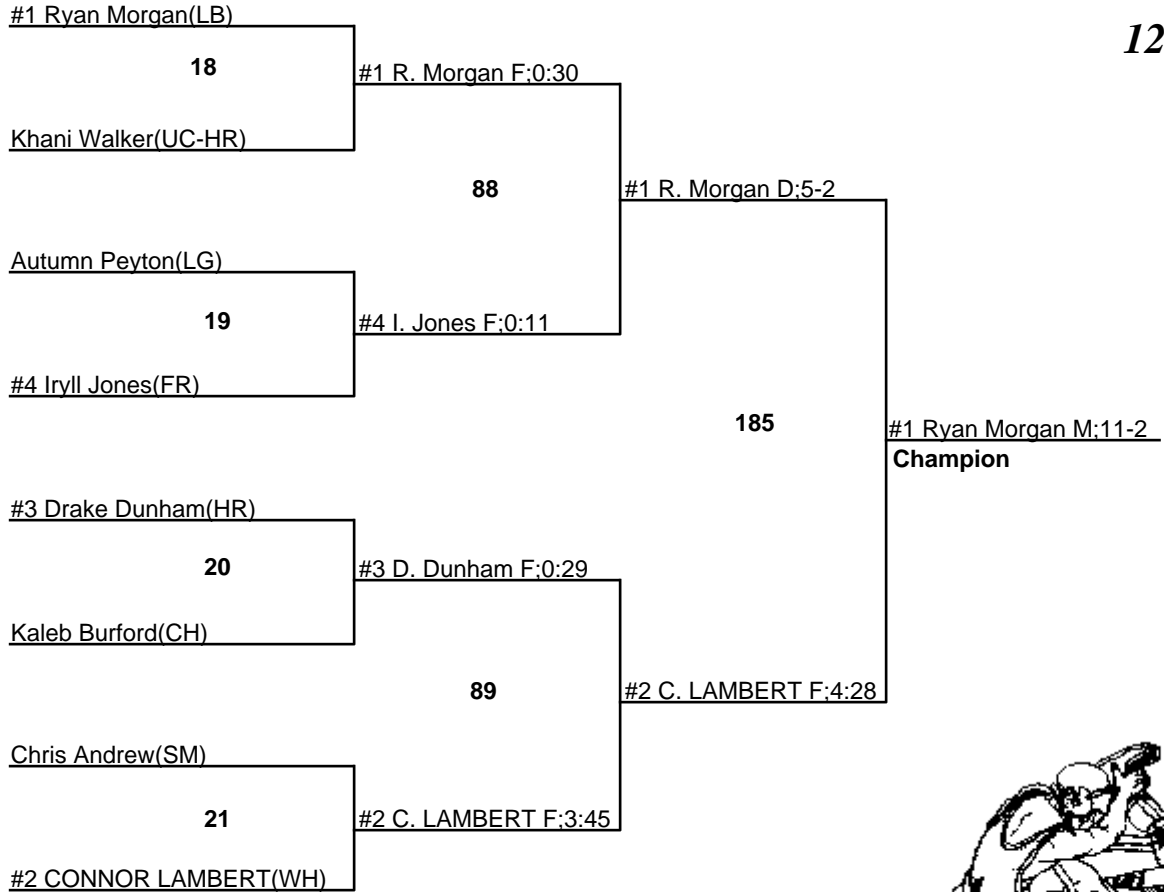 #1 Ryan Morgan(LB)
12
18
#1 R. Morgan F;0:30
Khani Walker(UC-HR)
88
#1 R. Morgan D;5-2
Autumn Peyton(LG)
19
#4 I. Jones F;0:11
#4 Iryll Jones(FR)
185
#1 Ryan Morgan M;11-2
Champion
#3 Drake Dunham(HR)
20
#3 D. Dunham F;0:29
Kaleb Burford(CH)
89
#2 C. LAMBERT F;4:28
Chris Andrew(SM)
21
#2 C. LAMBERT F;3:45
#2 CONNOR LAMBERT(WH)